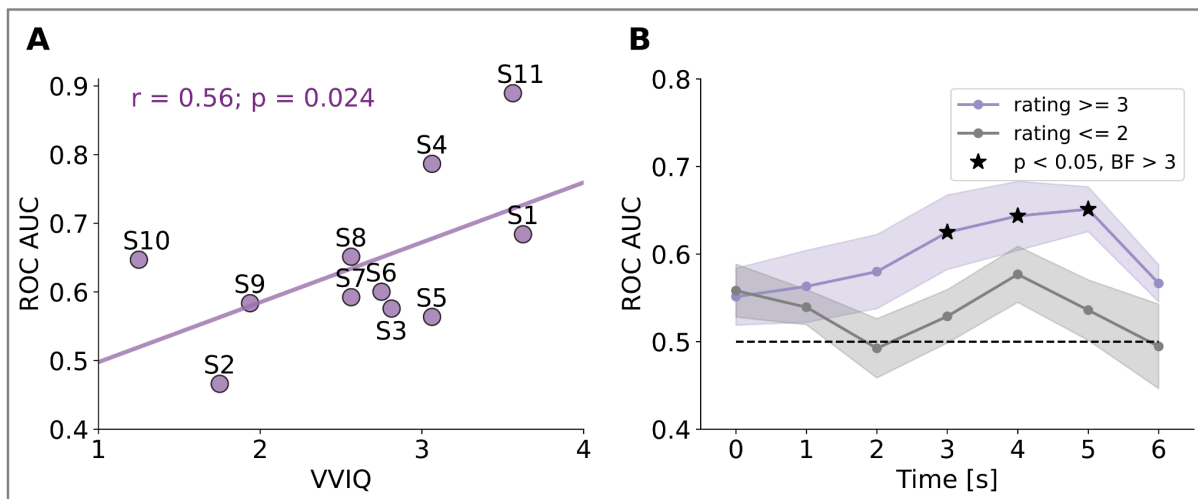 A
r = 0.56; p = 0.024
S11
S4
S1
S10
S8
S9
S7
S6
S5
S3
S2
0.9
0.8
0.7
0.6
0.5
0.4
1
2
3
4
ROC AUC
VVIQ
B
rating >= 3
rating <= 2
p < 0.05, BF > 3
0.8
0.7
0.6
0.5
0.4
0
1
2
3
4
5
6
ROC AUC
Time [s]